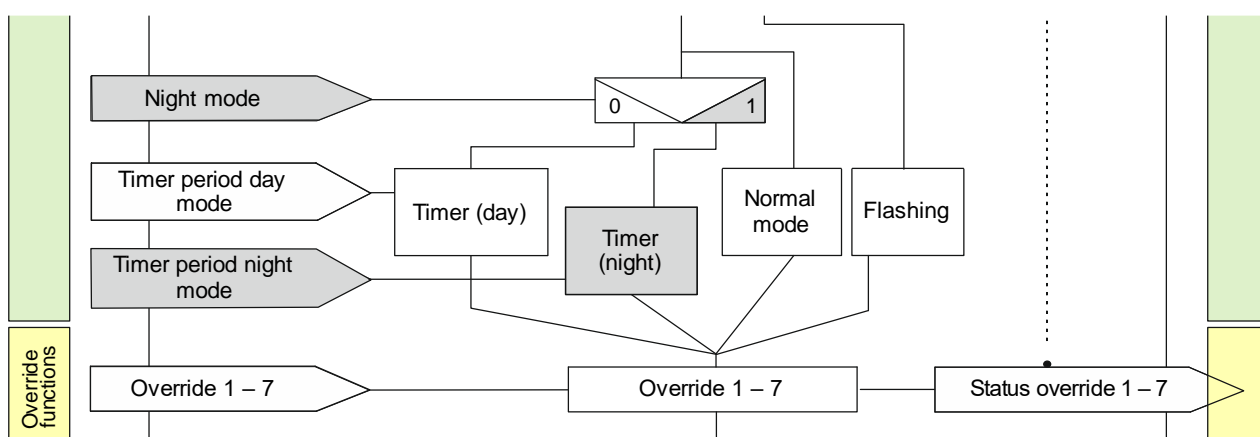 Night mode
0
1
Timer period day
mode
Timer (day)
Normal
mode
Flashing
Timer
(night)
Timer period night
mode
Override
functions
Override 1 – 7
Override 1 – 7
Status override 1 – 7